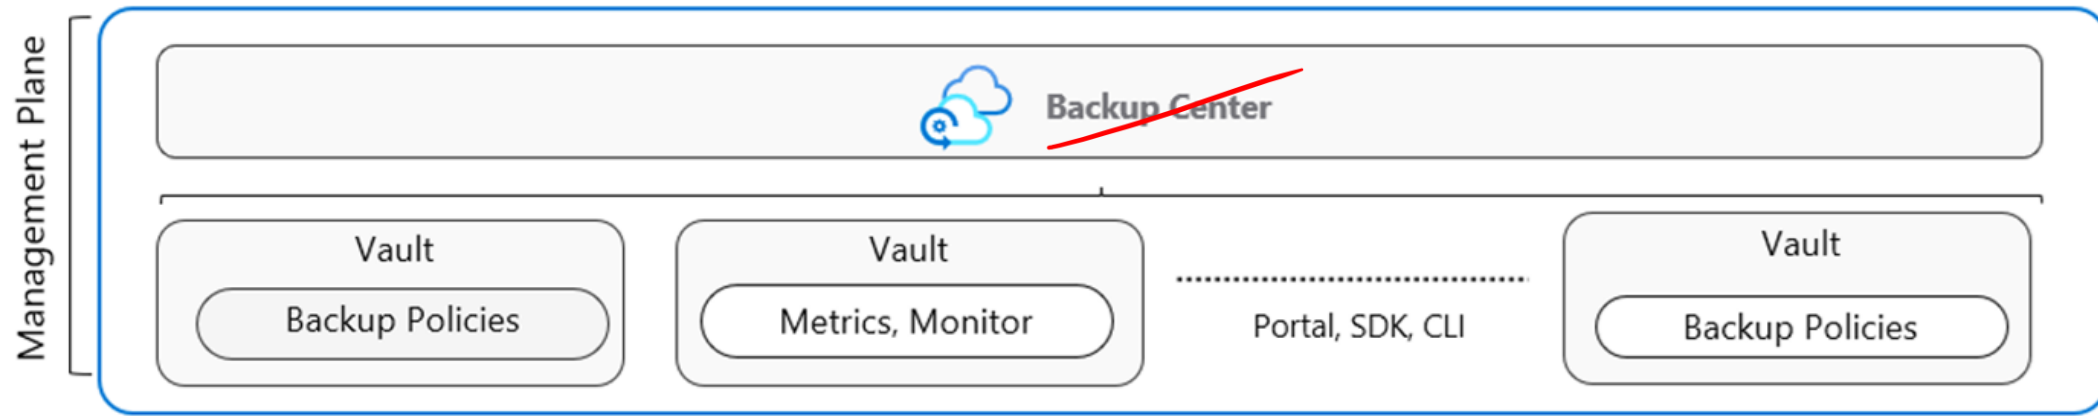 Management Plane
Backup Center
Vault
Backup Policies
Vault
Metrics, Monitor
Portal, SDK, CLI
Vault
Backup Policies